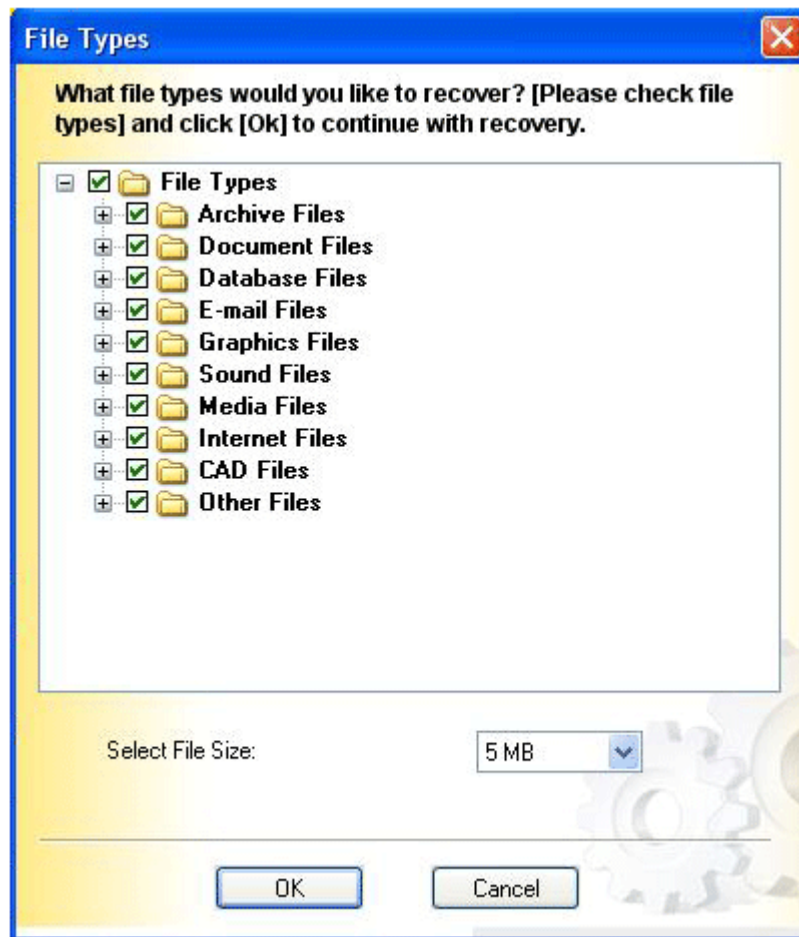 File Types
What file types would you like to recover? [Please check file
types] and click [Ok] to continue with recovery.
File Types
Archive Files
Document Files
Database Files
E-mail Files
Graphics Files
Sound Files
Media Files
Internet Files
CAD Files
Other Files
Select File Size: 5 MB
OK Cancel